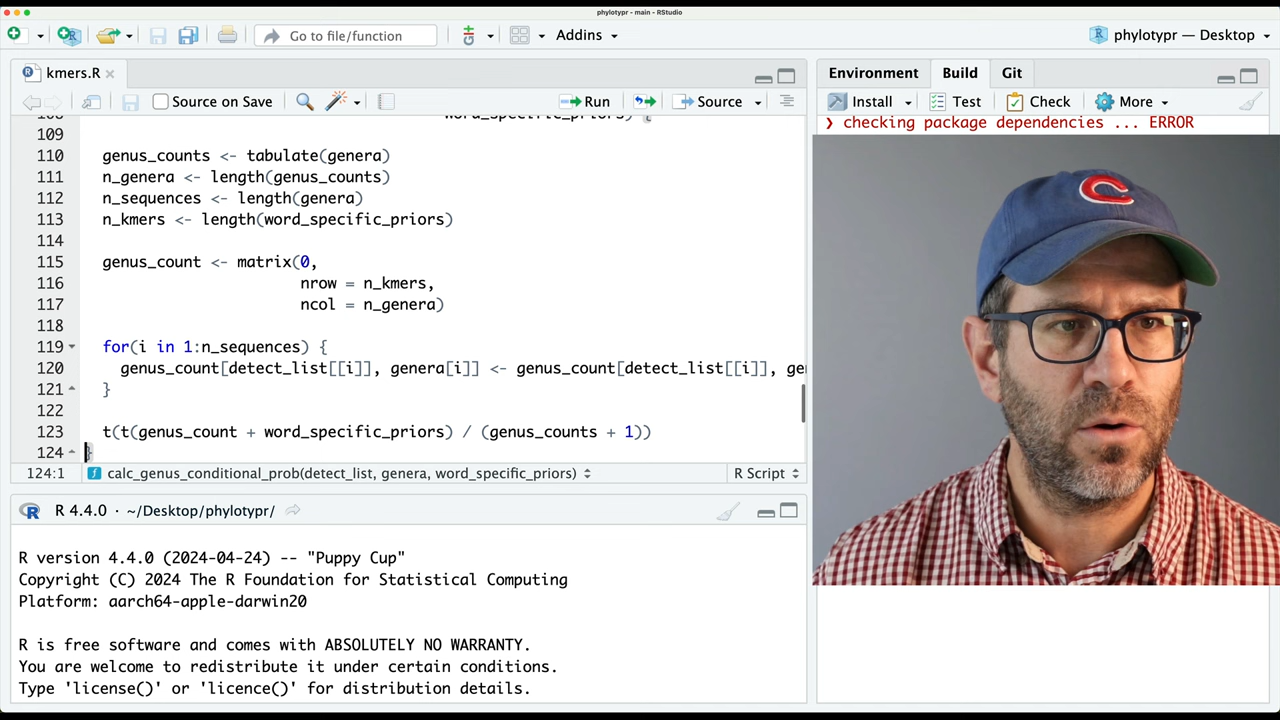 phylotypr - main - RStudio
Go to file/function
Addins
phylotypr — Desktop
kmers.R
Source on Save
Run
Source
108
word_specific_priors) {
109
110 genus_counts <- tabulate(genera)
111 n_genera <- length(genus_counts)
112 n_sequences <- length(genera)
113 n_kmers <- length(word_specific_priors)
114
115 genus_count <- matrix(0,
116 nrow = n_kmers,
117 ncol = n_genera)
118
119 for(i in 1:n_sequences) {
120 genus_count[detect_list[[i]], genera[i]] <- genus_count[detect_list[[i]], ge
121 }
122
123 t(t(genus_count + word_specific_priors) / (genus_counts + 1))
124 }
124:1 calc_genus_conditional_prob(detect_list, genera, word_specific_priors) R Script
R 4.4.0 · ~/Desktop/phylotypr/
R version 4.4.0 (2024-04-24) -- "Puppy Cup"
Copyright (C) 2024 The R Foundation for Statistical Computing
Platform: aarch64-apple-darwin20
R is free software and comes with ABSOLUTELY NO WARRANTY.
You are welcome to redistribute it under certain conditions.
Type 'license()' or 'licence()' for distribution details.
Environment Build Git
Install Test Check More
❯ checking package dependencies ... ERROR